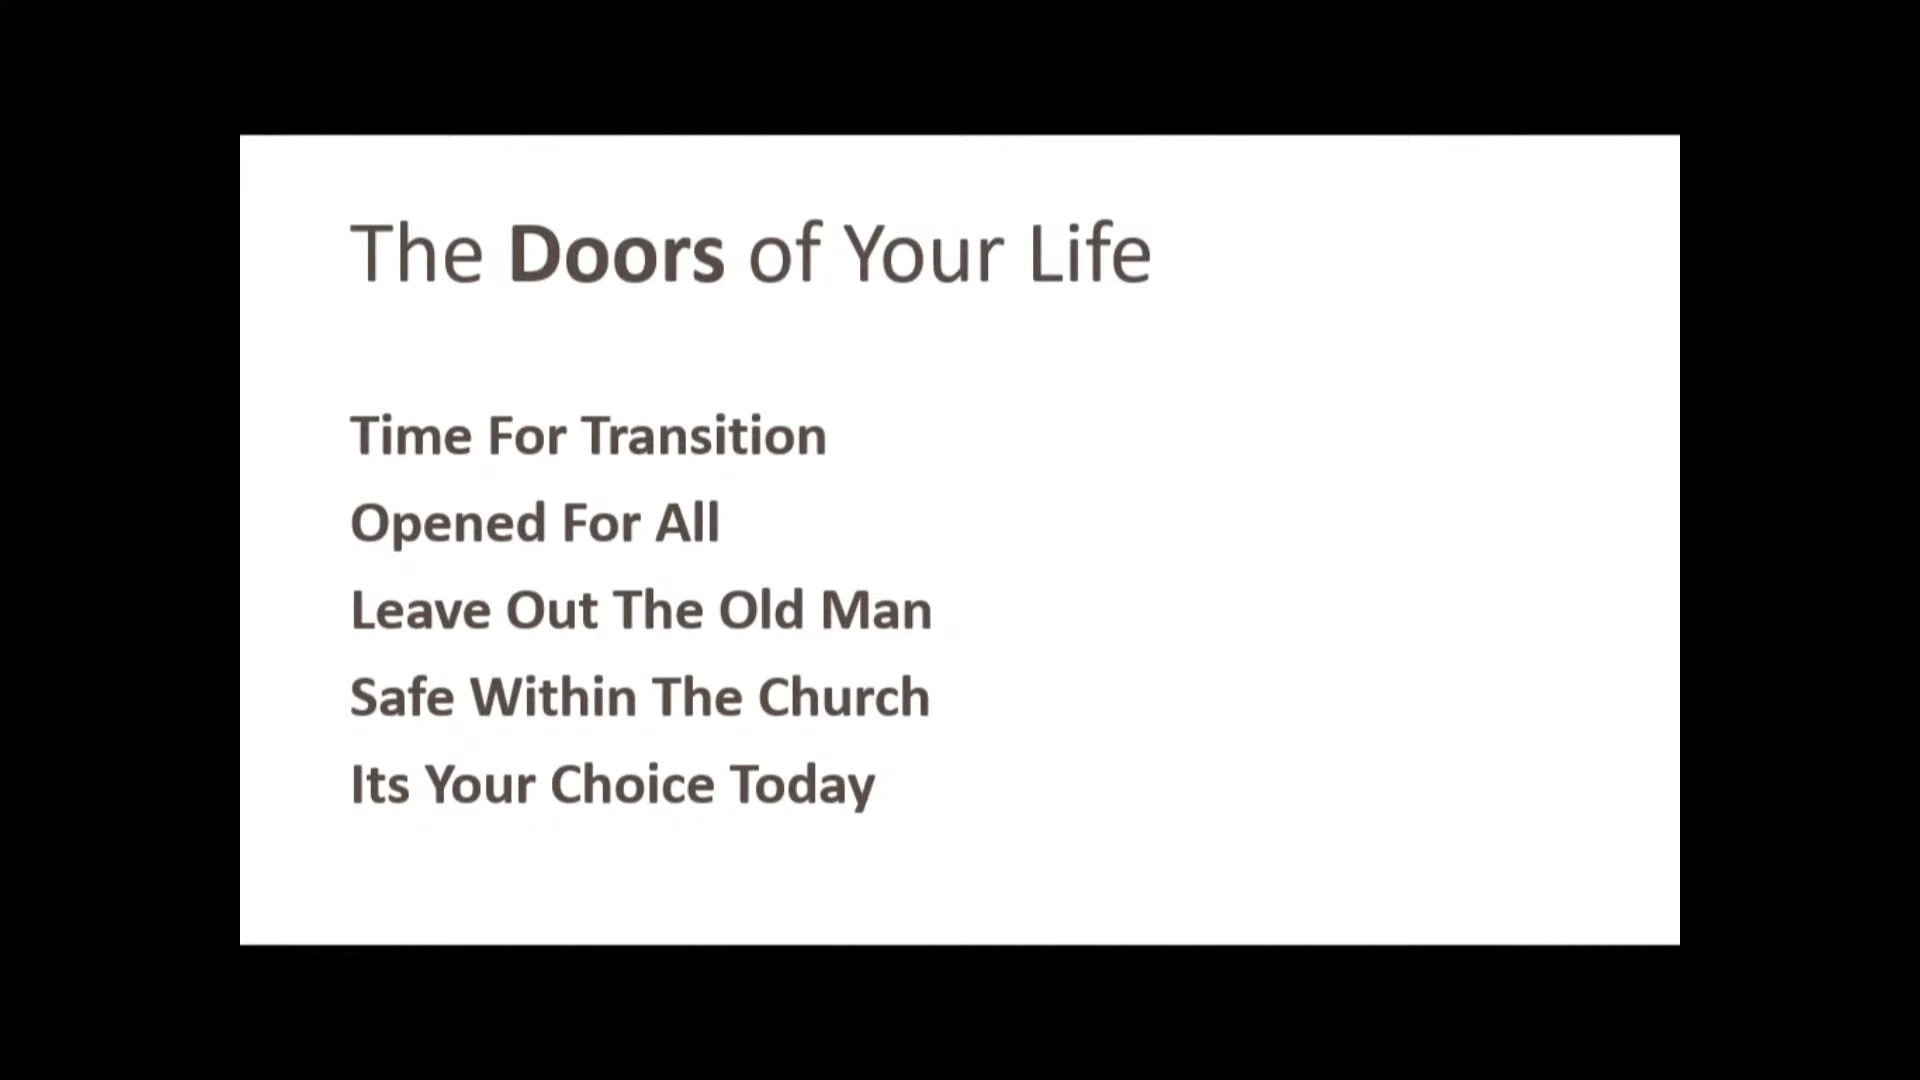 The Doors of Your Life
Time For Transition
Opened For All
Leave Out The Old Man
Safe Within The Church
Its Your Choice Today